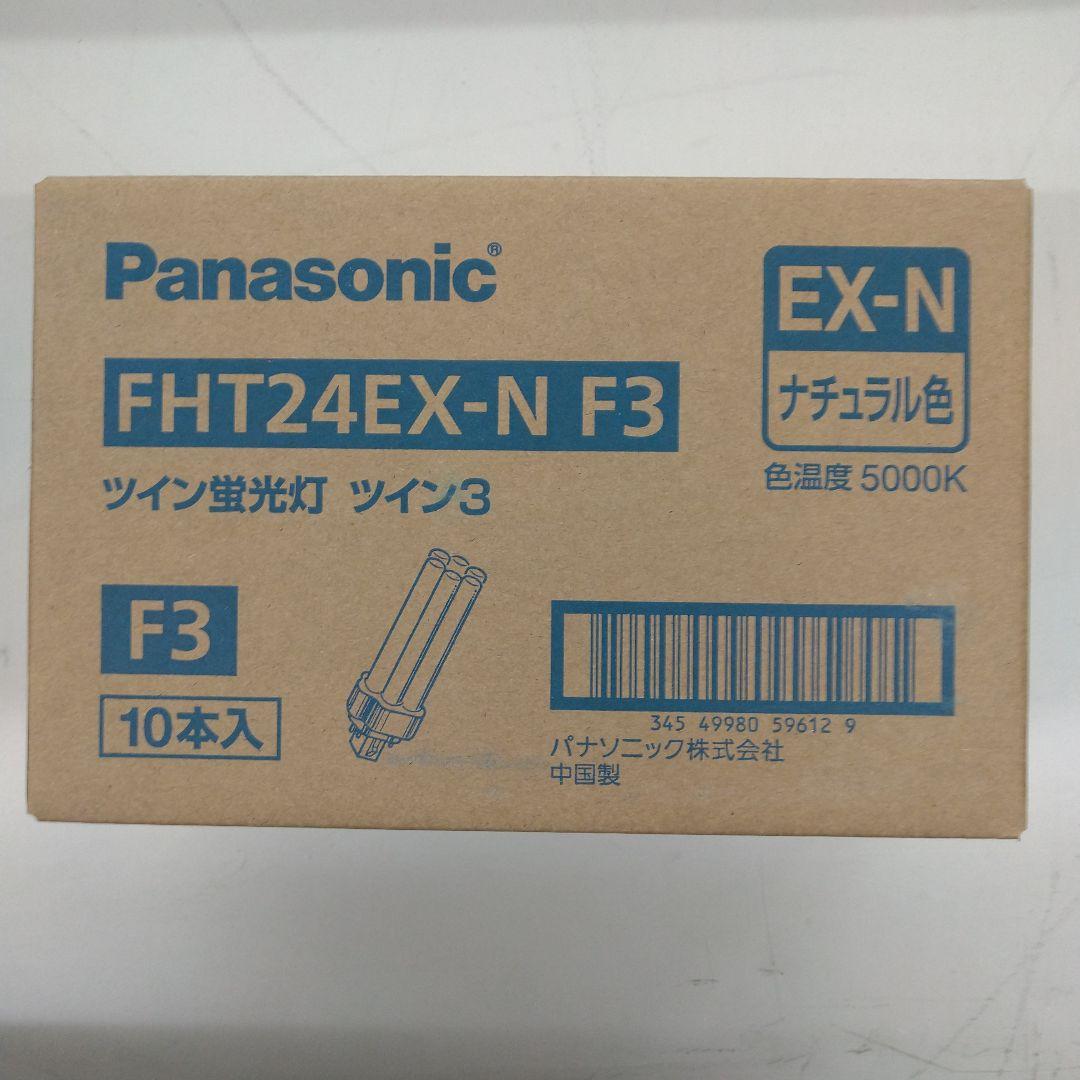 Panasonic®
EX-N
ナチュラル色
色温度 5000K
FHT24EX-N F3
ツイン蛍光灯 ツイン3
F3
10本入
345 49980 59612 9
パナソニック株式会社
中国製